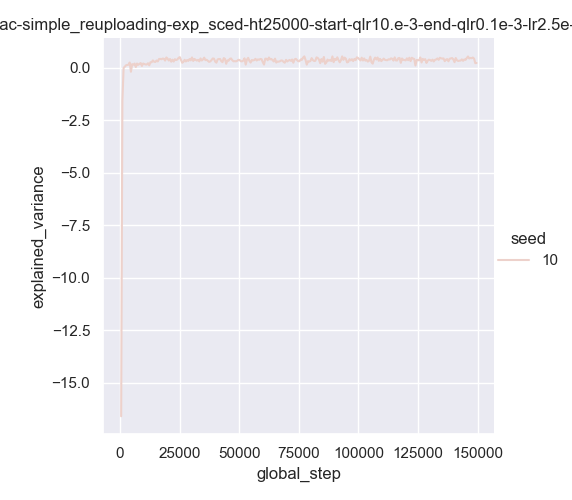 ac-simple_reuploading-exp_sced-ht25000-start-qlr10.e-3-end-qlr0.1e-3-lr2.5e-
0.0
−2.5
−5.0
−7.5
−10.0
−12.5
−15.0
explained_variance
seed
10
0 25000 50000 75000 100000 125000 150000
global_step